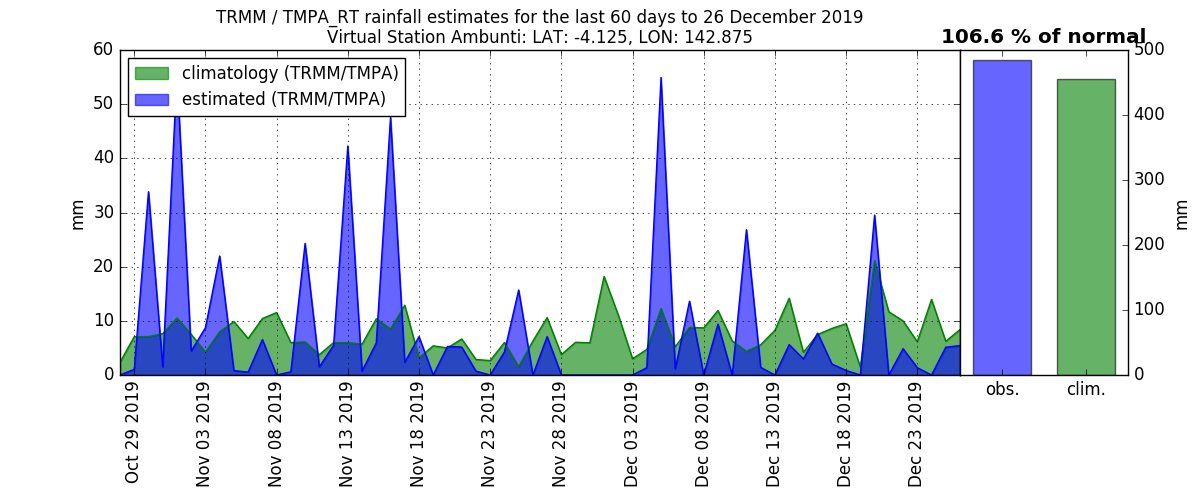 TRMM / TMPA_RT rainfall estimates for the last 60 days to 26 December 2019
Virtual Station Ambunti: LAT: -4.125, LON: 142.875
106.6 % of normal
climatology (TRMM/TMPA)
estimated (TRMM/TMPA)
60
50
40
30
20
10
0
mm
500
400
300
200
100
0
mm
Oct 29 2019
Nov 03 2019
Nov 08 2019
Nov 13 2019
Nov 18 2019
Nov 23 2019
Nov 28 2019
Dec 03 2019
Dec 08 2019
Dec 13 2019
Dec 18 2019
Dec 23 2019
obs.
clim.